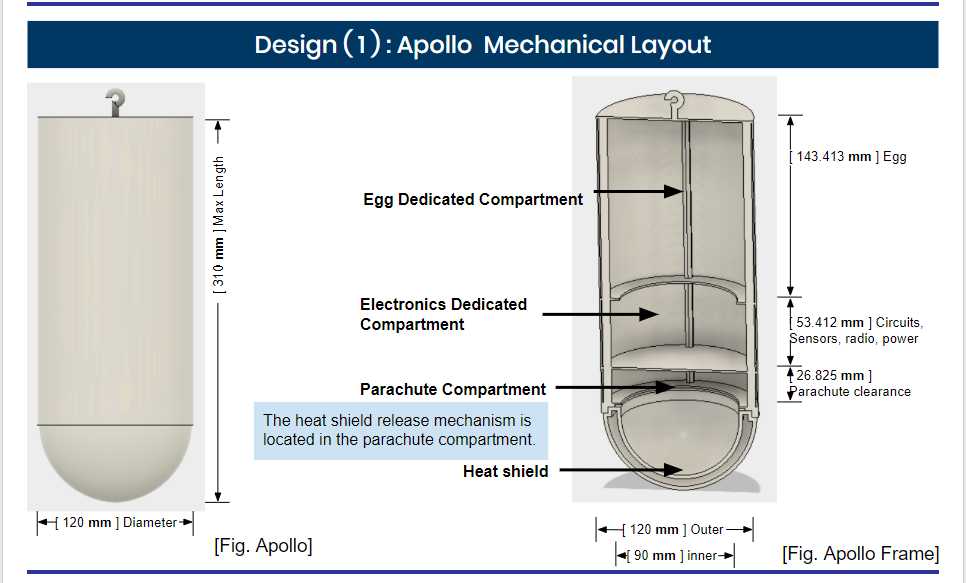 Design (1) : Apollo Mechanical Layout
[ 310 mm ] Max Length
[ 120 mm ] Diameter
[Fig. Apollo]
Egg Dedicated Compartment
Electronics Dedicated
Compartment
Parachute Compartment
The heat shield release mechanism is
located in the parachute compartment.
Heat shield
[ 143.413 mm ] Egg
[ 53.412 mm ] Circuits,
Sensors, radio, power
[ 26.825 mm ]
Parachute clearance
[ 120 mm ] Outer
[ 90 mm ] inner
[Fig. Apollo Frame]